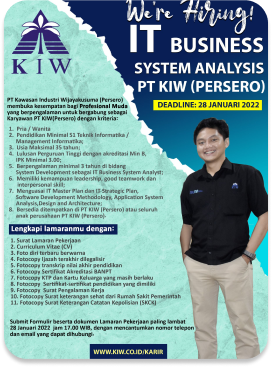 We're Hiring!
KIW
IT BUSINESS
SYSTEM ANALYSIS
PT KIW (PERSERO)
DEADLINE: 28 JANUARI 2022
PT Kawasan Industri Wijayakusuma (Persero)
membuka kesempatan bagi Profesional Muda
yang berpengalaman untuk bergabung sebagai
Karyawan PT KIW(Persero) dengan kriteria:
1. Pria / Wanita
2. Pendidikan Minimal S1 Teknik Informatika /
Management Informatika;
3. Usia Maksimal 35 tahun;
4. Lulusan Perguruan Tinggi dengan akreditasi Min B,
IPK Minimal 3.00;
5. Berpengalaman minimal 3 tahun di bidang
System Development sebagai IT Business System Analyst;
6. Memiliki kemampuan leadership, good teamwork dan
interpersonal skill;
7. Menguasai IT Master Plan dan IT Strategic Plan,
Software Development Methodology, Application System
Analysis,Design and Architecture;
8. Bersedia ditempatkan di PT KIW (Persero) atau seluruh
anak perusahaan PT KIW (Persero).
Lengkapi lamaranmu dengan:
1. Surat Lamaran Pekerjaan
2. Curriculum Vitae (CV)
3. Foto diri terbaru berwarna
4. Fotocopy ijazah terakhir dilegalisir
5. Fotocopy transkrip nilai akhir pendidikan
6. Fotocopy Sertifikat Akreditasi BANPT
7. Fotocopy KTP dan Kartu Keluarga yang masih berlaku
8. Fotocopy Sertifikat-sertifikat pendidikan yang dimiliki
9. Fotocopy Surat Pengalaman Kerja
10. Fotocopy Surat keterangan sehat dari Rumah Sakit Pemerintah
11. Fotocopy Surat Keterangan Catatan Kepolisian (SKCK)
Submit Formulir beserta dokumen Lamaran Pekerjaan paling lambat
28 Januari 2022 jam 17.00 WIB, dengan mencantumkan nomor telepon
dan email yang dapat dihubungi.
WWW.KIW.CO.ID/KARIR